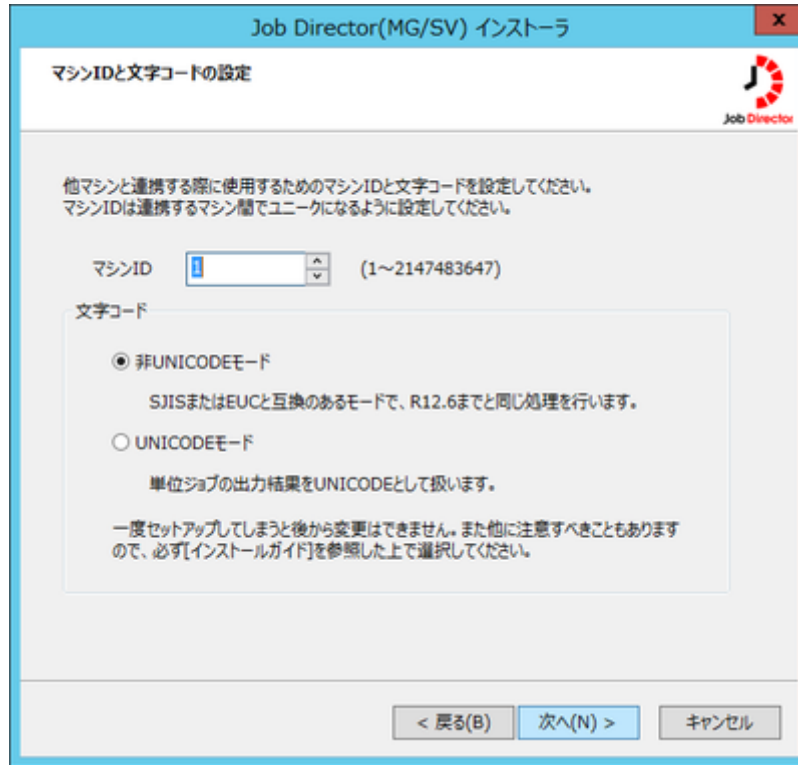 Job Director(MG/SV) インストーラ
x
マシンIDと文字コードの設定
Job Director
他マシンと連携する際に使用するためのマシンIDと文字コードを設定してください。
マシンIDは連携するマシン間でユニークになるように設定してください。
マシンID 1 (1～2147483647)
文字コード
非UNICODEモード
SJISまたはEUCと互換のあるモードで、R12.6までと同じ処理を行います。
UNICODEモード
単位ジョブの出力結果をUNICODEとして扱います。
一度セットアップしてしまうと後から変更はできません。また他に注意すべきこともあります
ので、必ず[インストールガイド]を参照した上で選択してください。
< 戻る(B) 次へ(N) > キャンセル